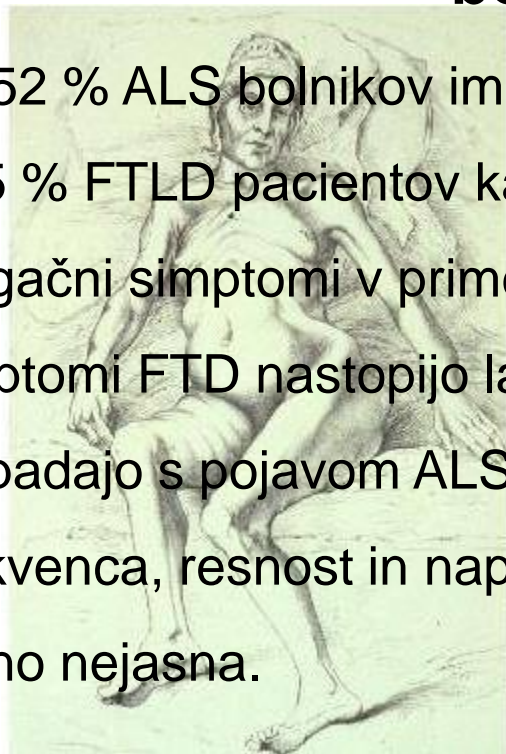 52 % ALS bolnikov im
% FTLD pacientov ka
gačni simptomi v prim
ptomi FTD nastopijo la
padajo s pojavom ALS
kvenca, resnost in nap
no nejasna.